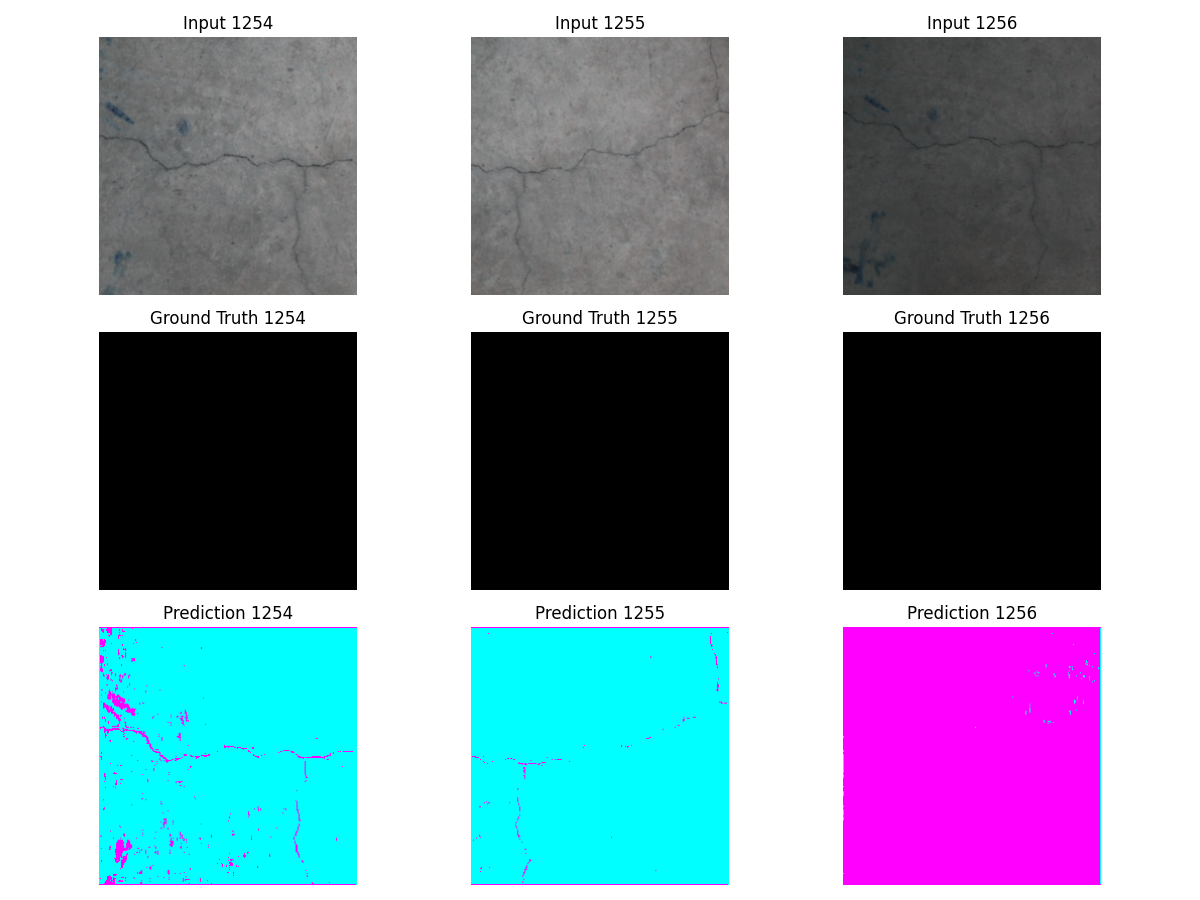 Input 1254
Input 1255
Input 1256
Ground Truth 1254
Ground Truth 1255
Ground Truth 1256
Prediction 1254
Prediction 1255
Prediction 1256